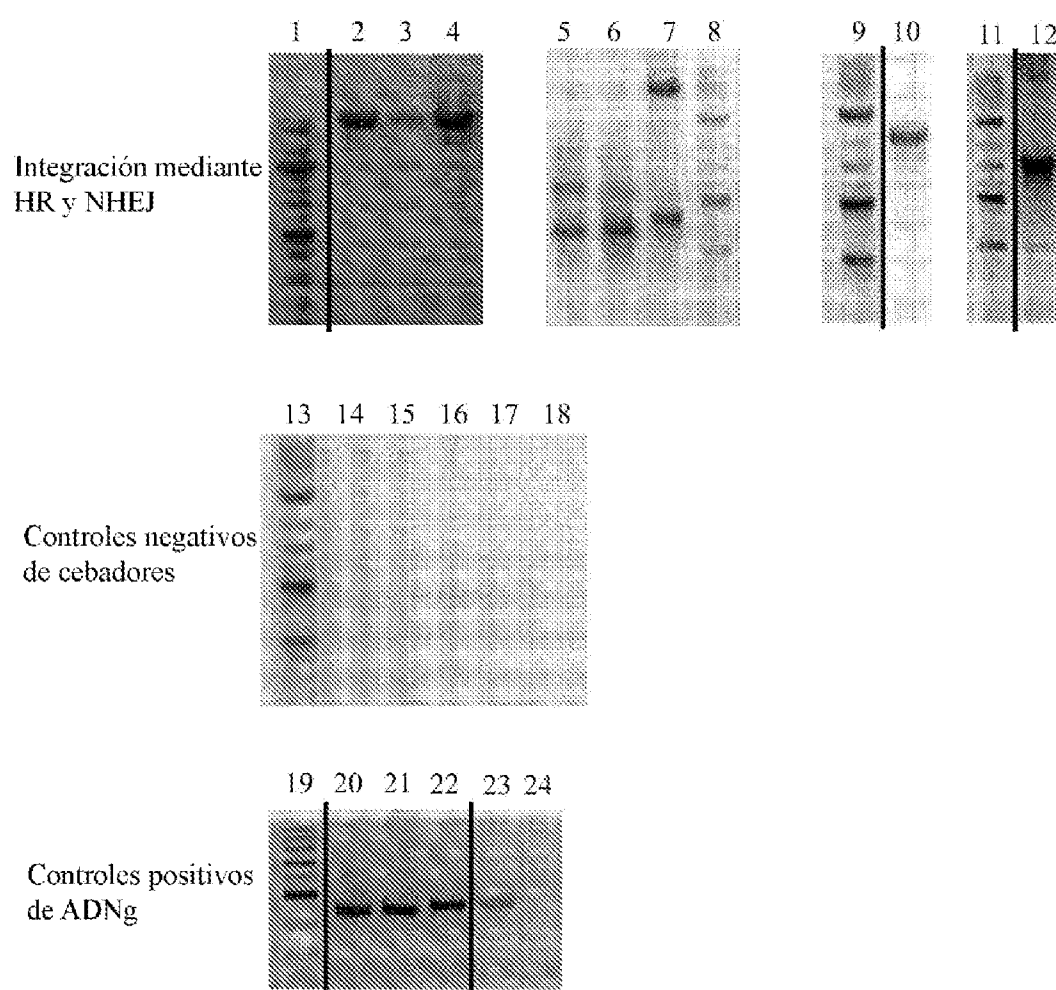 1 2 3 4 5 6 7 8 9 10 11 12
Integración mediante
HR y NHEJ
13 14 15 16 17 18
Controles negativos
de cebadores
19 20 21 22 23 24
Controles positivos
de ADNg